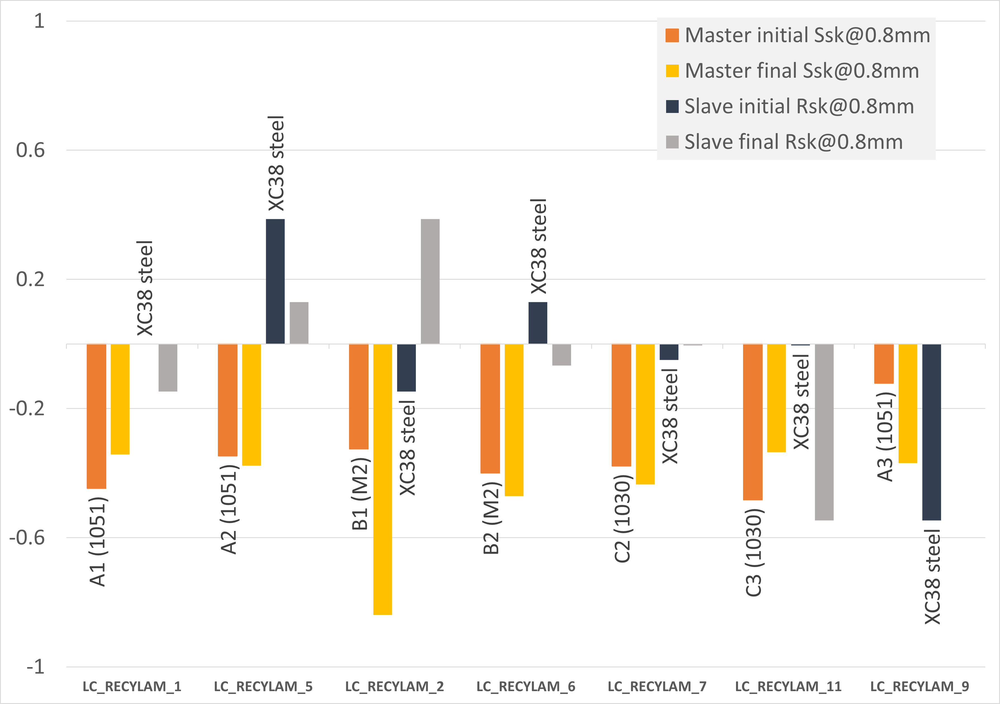 1
0.6
0.2
-0.2
-0.6
-1
Master initial Ssk@0.8mm
Master final Ssk@0.8mm
Slave initial Rsk@0.8mm
Slave final Rsk@0.8mm
A1 (1051)
XC38 steel
A2 (1051)
XC38 steel
B1 (M2)
XC38 steel
B2 (M2)
XC38 steel
C2 (1030)
XC38 steel
C3 (1030)
XC38 steel
A3 (1051)
XC38 steel
LC_RECYLAM_1
LC_RECYLAM_5
LC_RECYLAM_2
LC_RECYLAM_6
LC_RECYLAM_7
LC_RECYLAM_11
LC_RECYLAM_9